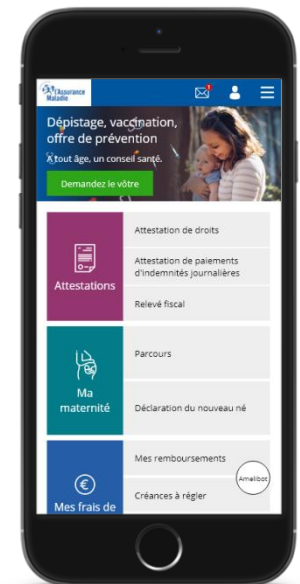 l'Assurance
Maladie
Dépistage, vaccination,
offre de prévention
À tout âge, un conseil santé.
Demandez le vôtre
Attestations
Attestation de droits
Attestation de paiements
d'indemnités journalières
Relevé fiscal
Ma
maternité
Parcours
Déclaration du nouveau né
Mes frais de
Mes remboursements
Créances à régler
Amelibot